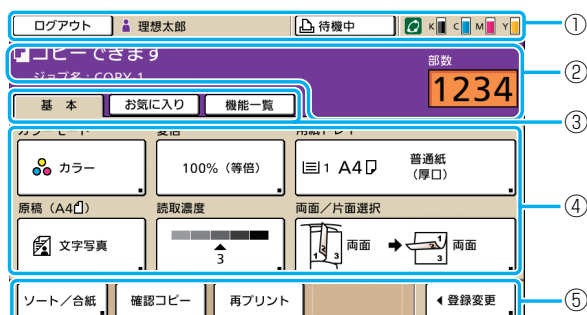 ログアウト 理想太郎 待機中 K C M Y ①
コピーできます 部数 ②
ジョブ名：COPY-1 1234
基 本 お気に入り 機能一覧 ③
カラーモード 変倍 用紙トレイ
カラー 100%（等倍） 1 A4 普通紙（厚口） ④
原稿（A4） 読取濃度 両面／片面選択
文字写真 3 1 3 両面 1 3 両面
ソート／合紙 確認コピー 再プリント 登録変更 ⑤